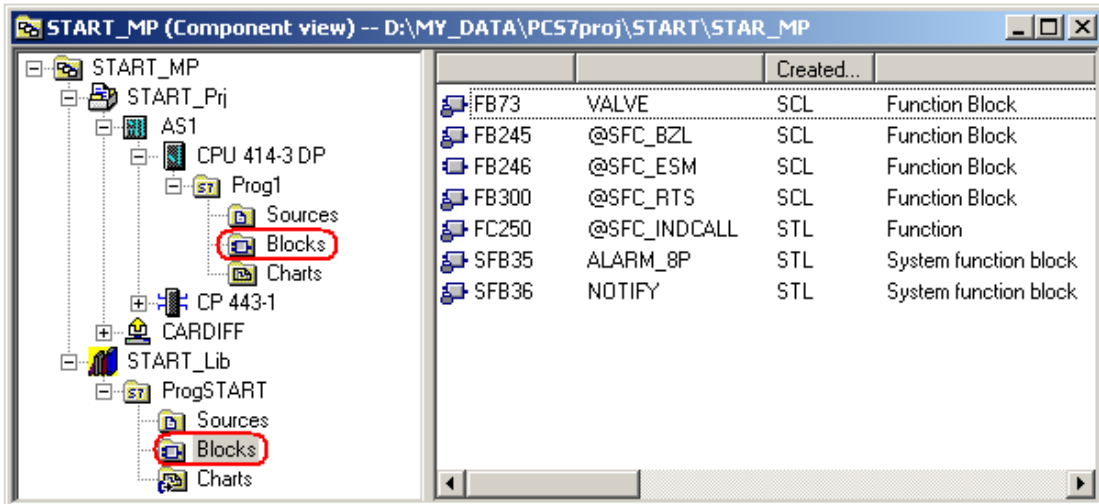 START_MP (Component view) -- D:\MY_DATA\PCS7proj\START\STAR_MP
START_MP
START_Prj
AS1
CPU 414-3 DP
Prog1
Sources
Blocks
Charts
CP 443-1
CARDIFF
START_Lib
ProgSTART
Sources
Blocks
Charts
Created...
FB73 VALVE SCL Function Block
FB245 @SFC_BZL SCL Function Block
FB246 @SFC_ESM SCL Function Block
FB300 @SFC_RTS SCL Function Block
FC250 @SFC_INDCALL STL Function
SFB35 ALARM_8P STL System function block
SFB36 NOTIFY STL System function block